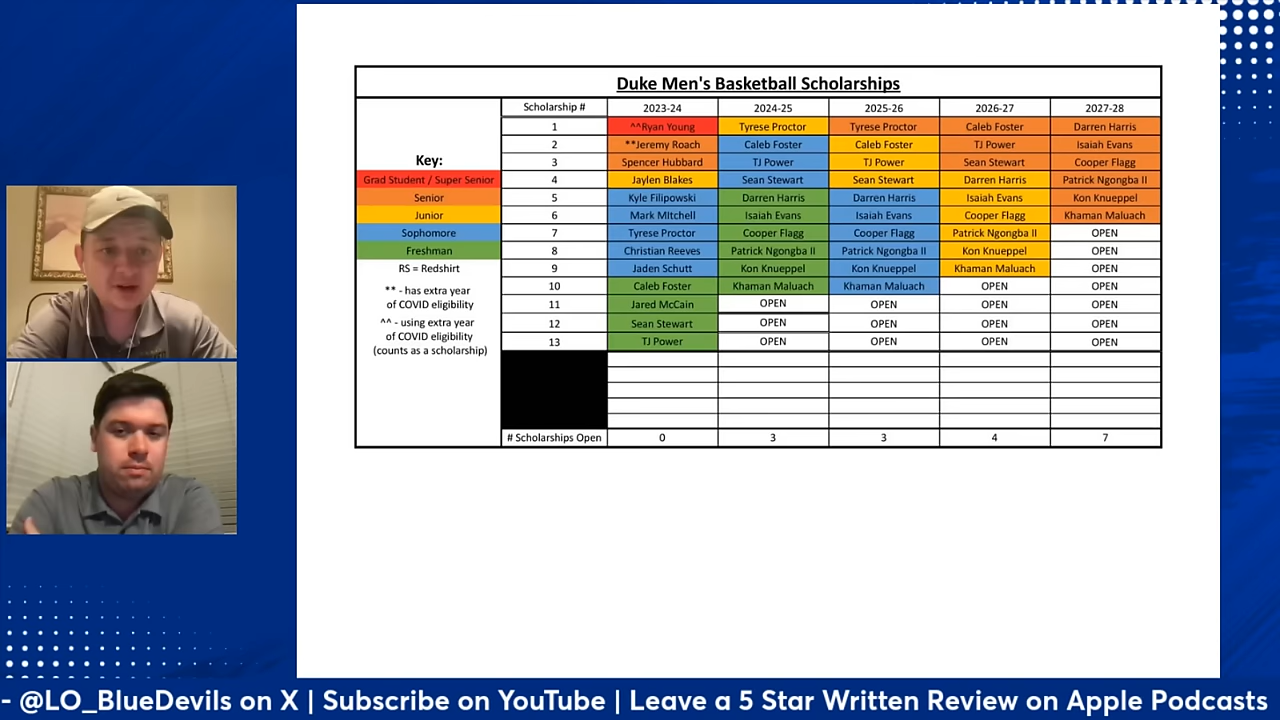 Duke Men's Basketball Scholarships
Scholarship # 2023-24 2024-25 2025-26 2026-27 2027-28
1 ^^Ryan Young Tyrese Proctor Tyrese Proctor Caleb Foster Darren Harris
2 **Jeremy Roach Caleb Foster Caleb Foster TJ Power Isaiah Evans
Key:
3 Spencer Hubbard TJ Power TJ Power Sean Stewart Cooper Flagg
Grad Student / Super Senior 4 Jaylen Blakes Sean Stewart Sean Stewart Darren Harris Patrick Ngongba II
Senior 5 Kyle Filipowski Darren Harris Darren Harris Isaiah Evans Kon Knueppel
Junior 6 Mark MItchell Isaiah Evans Isaiah Evans Cooper Flagg Khaman Maluach
Sophomore 7 Tyrese Proctor Cooper Flagg Cooper Flagg Patrick Ngongba II OPEN
Freshman 8 Christian Reeves Patrick Ngongba II Patrick Ngongba II Kon Knueppel OPEN
RS = Redshirt 9 Jaden Schutt Kon Knueppel Kon Knueppel Khaman Maluach OPEN
10 Caleb Foster Khaman Maluach Khaman Maluach OPEN OPEN
** - has extra year
of COVID eligibility
11 Jared McCain OPEN OPEN OPEN OPEN
^^ - using extra year
of COVID eligibility
(counts as a scholarship)
12 Sean Stewart OPEN OPEN OPEN OPEN
13 TJ Power OPEN OPEN OPEN OPEN
# Scholarships Open 0 3 3 4 7
- @LO_BlueDevils on X | Subscribe on YouTube | Leave a 5 Star Written Review on Apple Podcasts